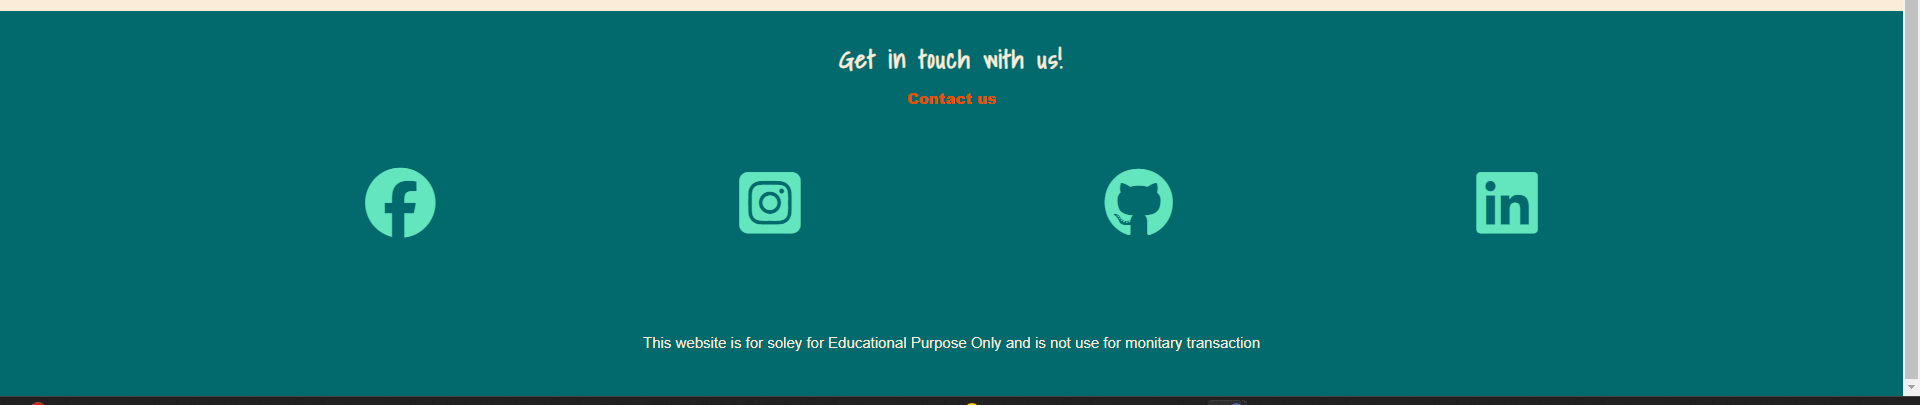 Get in touch with us!
Contact us
This website is for soley for Educational Purpose Only and is not use for monitary transaction